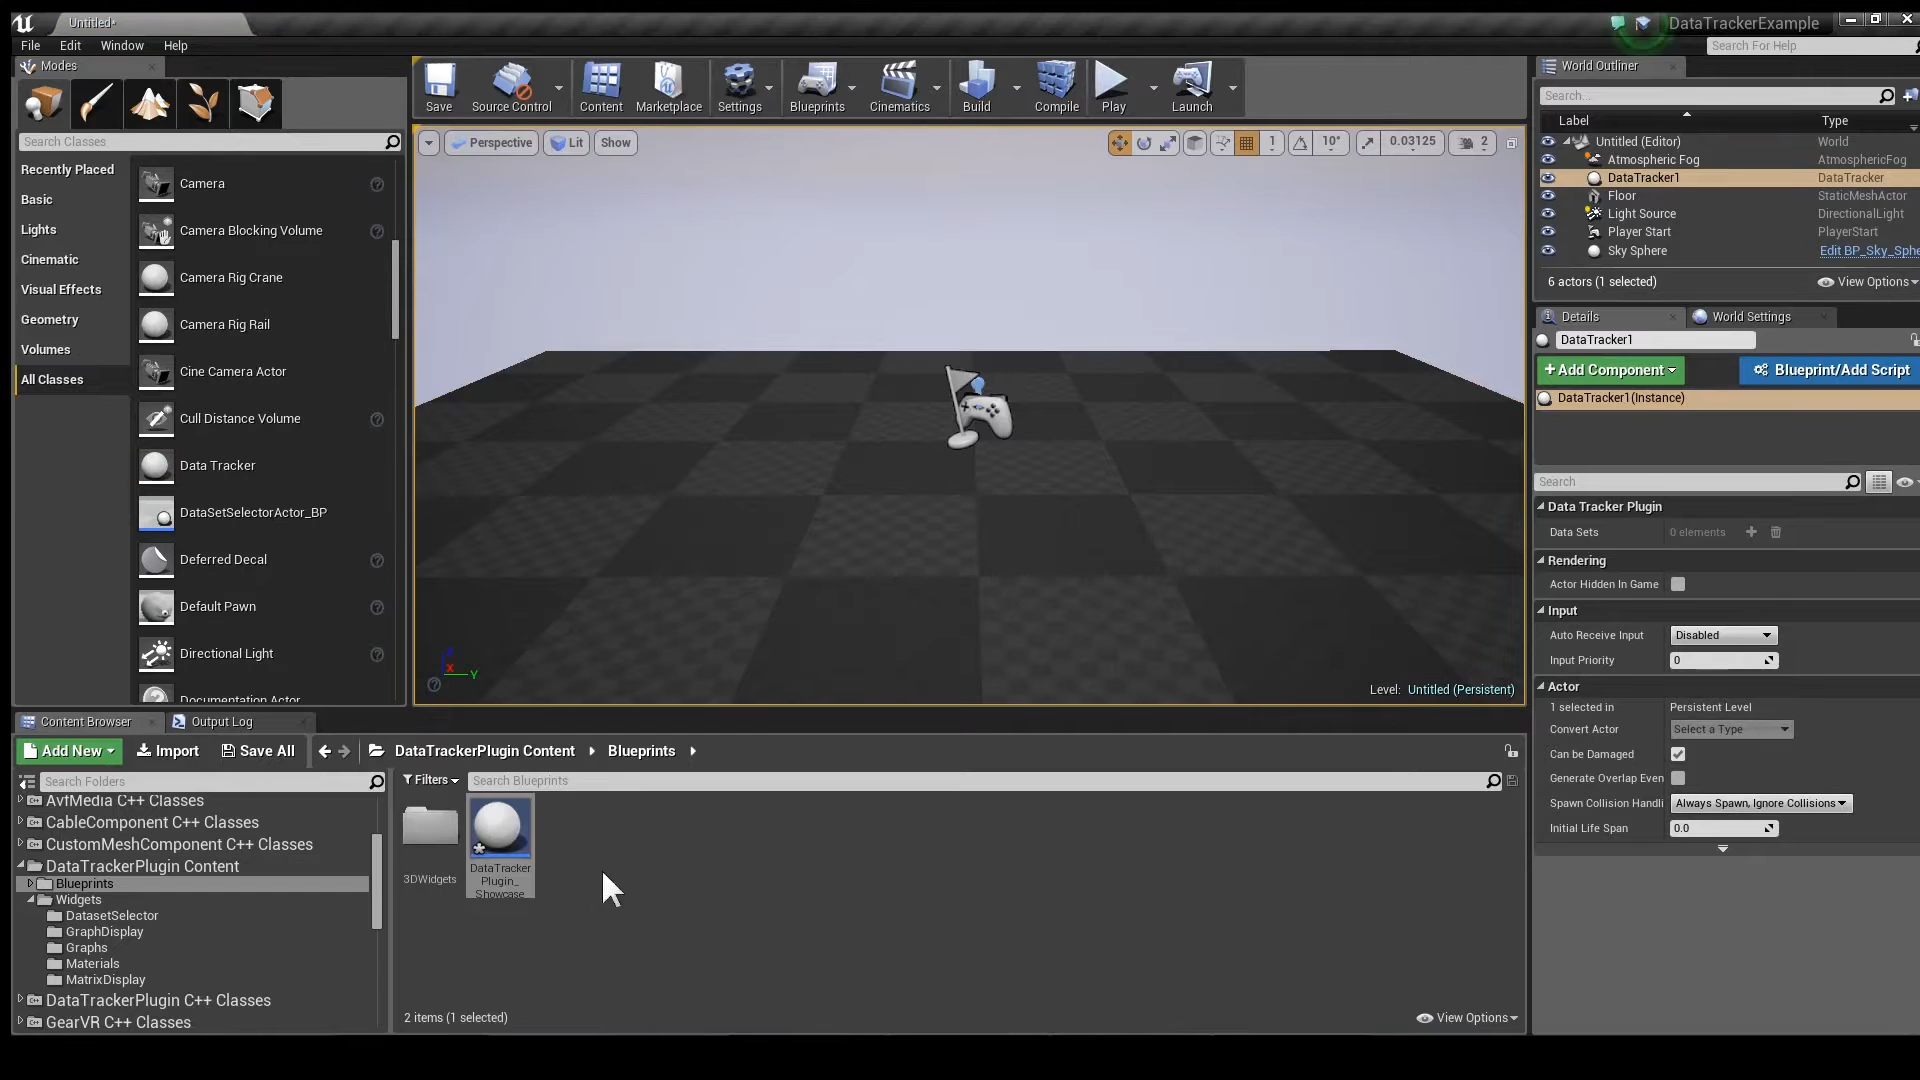 Untitled*
DataTrackerExample
File Edit Window Help
Search For Help
Modes
Search Classes
Recently Placed
Basic
Lights
Cinematic
Visual Effects
Geometry
Volumes
All Classes
Camera
Camera Blocking Volume
Camera Rig Crane
Camera Rig Rail
Cine Camera Actor
Cull Distance Volume
Data Tracker
DataSetSelectorActor_BP
Deferred Decal
Default Pawn
Directional Light
Documentation Actor
Save Source Control Content Marketplace Settings Blueprints Cinematics Build Compile Play Launch
Perspective Lit Show
1 10° 0.03125 2
X Y
Level: Untitled (Persistent)
World Outliner
Search...
Label Type
Untitled (Editor) World
Atmospheric Fog AtmosphericFog
DataTracker1 DataTracker
Floor StaticMeshActor
Light Source DirectionalLight
Player Start PlayerStart
Sky Sphere Edit BP_Sky_Sphe
6 actors (1 selected) View Options
Details World Settings
DataTracker1
+Add Component Blueprint/Add Script
DataTracker1(Instance)
Search
Data Tracker Plugin
Data Sets 0 elements
Rendering
Actor Hidden In Game
Input
Auto Receive Input Disabled
Input Priority 0
Actor
1 selected in Persistent Level
Convert Actor Select a Type
Can be Damaged
Generate Overlap Even
Spawn Collision Handli Always Spawn, Ignore Collisions
Initial Life Span 0.0
Content Browser Output Log
Add New Import Save All DataTrackerPlugin Content Blueprints
Search Folders
Filters Search Blueprints
AvfMedia C++ Classes
CableComponent C++ Classes
CustomMeshComponent C++ Classes
DataTrackerPlugin Content
Blueprints
Widgets
DatasetSelector
GraphDisplay
Graphs
Materials
MatrixDisplay
DataTrackerPlugin C++ Classes
GearVR C++ Classes
3DWidgets
DataTracker
Plugin_
Showcase
2 items (1 selected) View Options